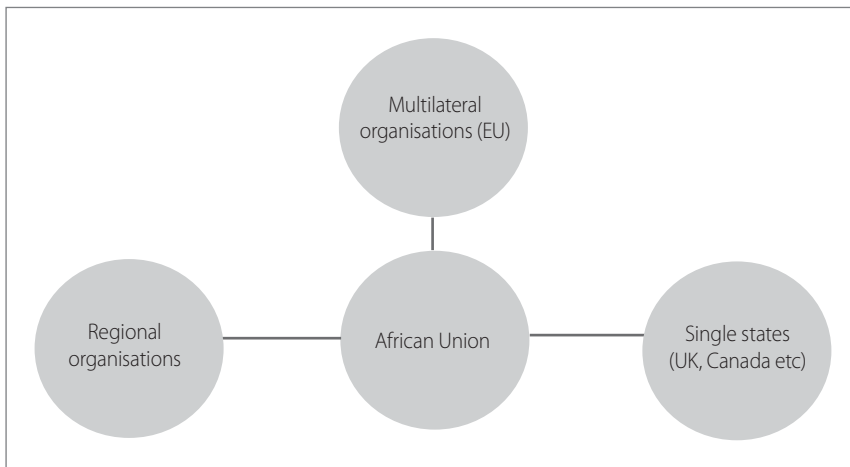 Multilateral
organisations (EU)
Regional
organisations
African Union
Single states
(UK, Canada etc)